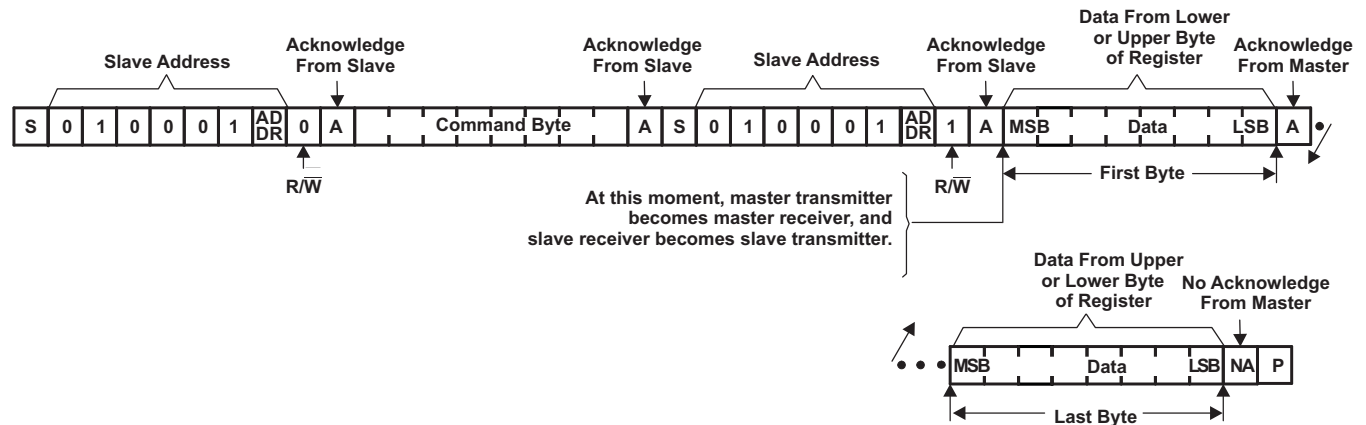 Slave Address
Acknowledge
From Slave
Acknowledge
From Slave
Slave Address
Acknowledge
From Slave
Data From Lower
or Upper Byte
of Register
Acknowledge
From Master
S 0 1 0 0 0 1 AD DR 0 A Command Byte A S 0 1 0 0 0 1 AD DR 1 A MSB Data LSB A
R/W̅
R/W̅
First Byte
At this moment, master transmitter
becomes master receiver, and
slave receiver becomes slave transmitter.
Data From Upper
or Lower Byte
of Register
No Acknowledge
From Master
MSB Data LSB NA P
Last Byte